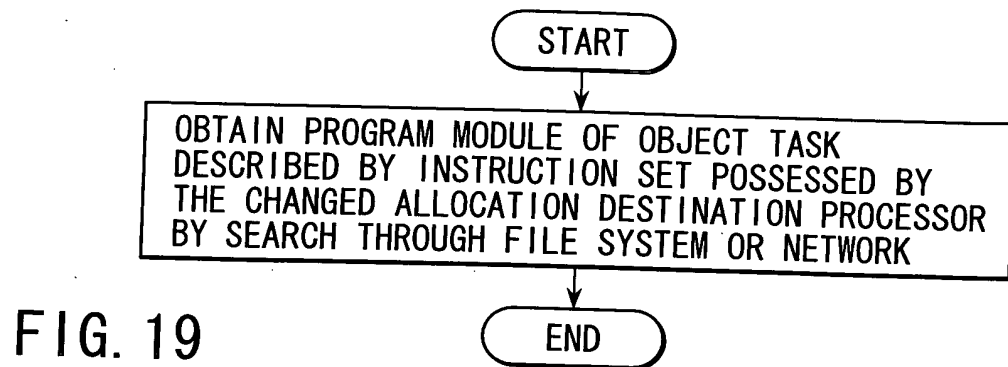 START
OBTAIN PROGRAM MODULE OF OBJECT TASK
DESCRIBED BY INSTRUCTION SET POSSESSED BY
THE CHANGED ALLOCATION DESTINATION PROCESSOR
BY SEARCH THROUGH FILE SYSTEM OR NETWORK
END
FIG. 19